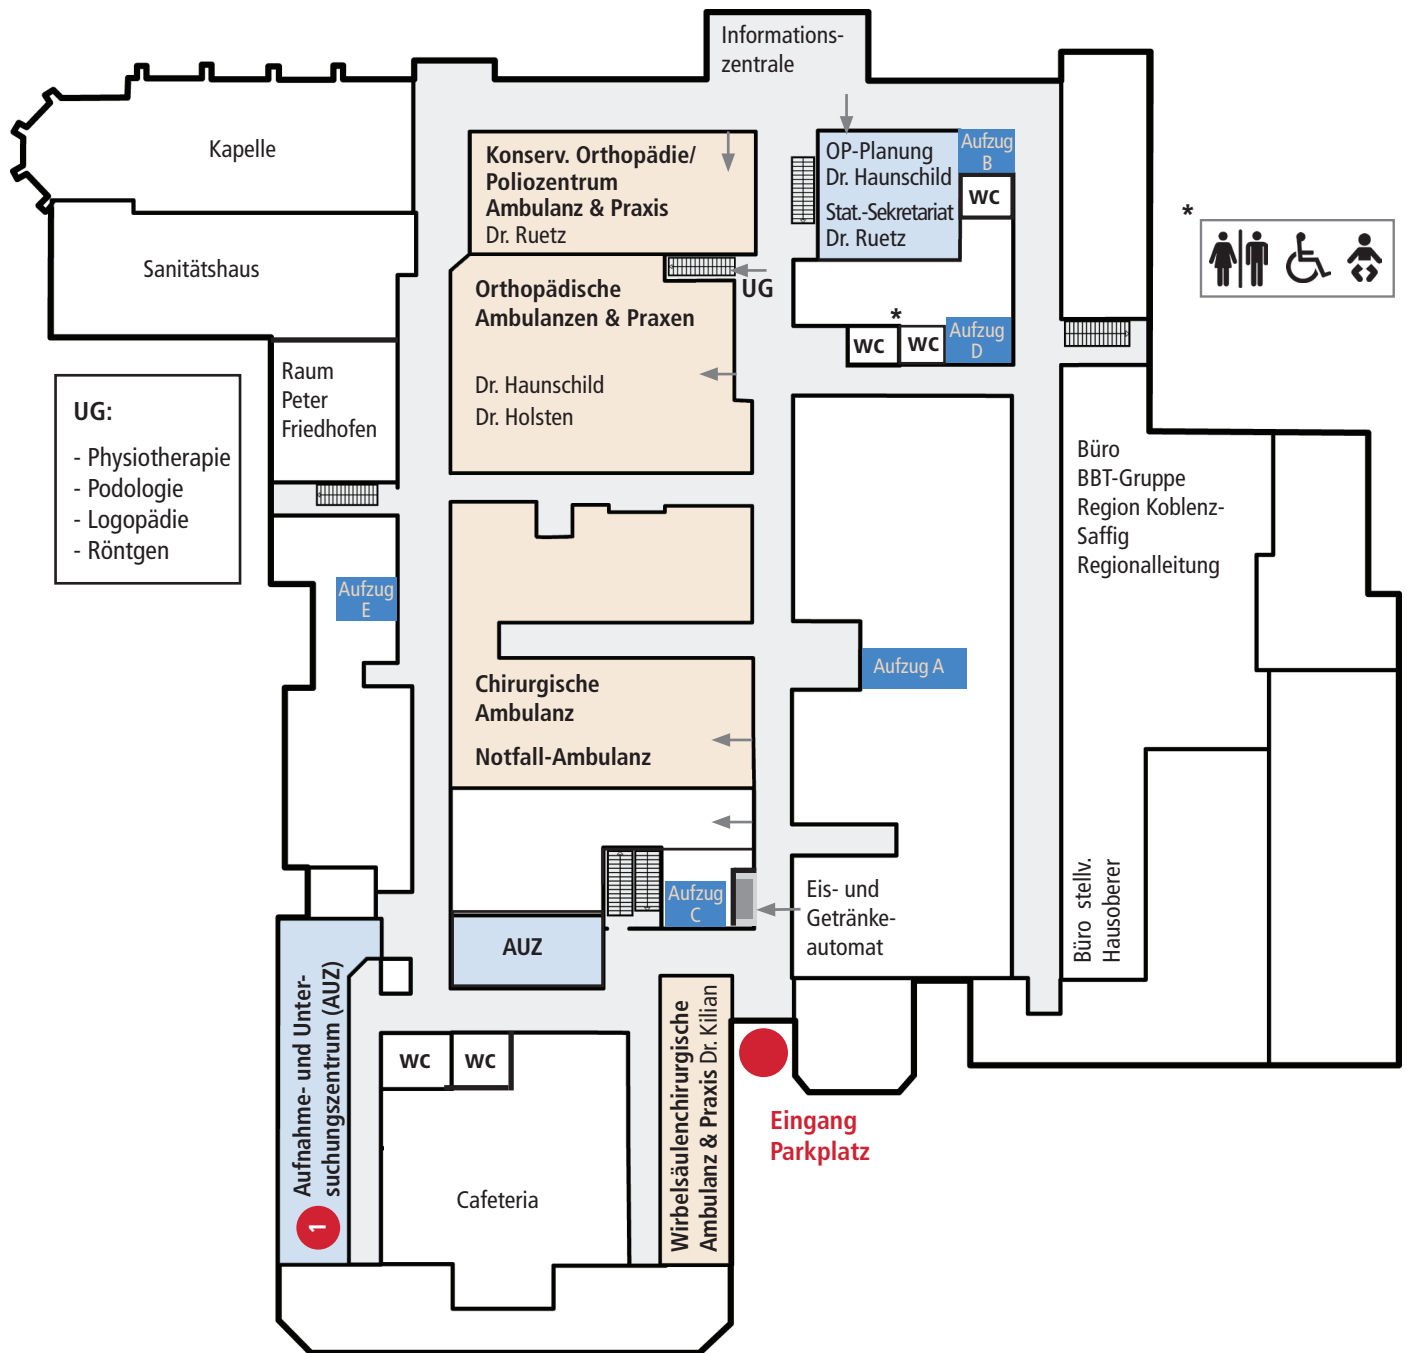 Informations-
zentrale
Kapelle
Konserv. Orthopädie/
Poliozentrum
Ambulanz & Praxis
Dr. Ruetz
OP-Planung
Dr. Haunschild
Stat.-Sekretariat
Dr. Ruetz
Aufzug
B
WC
*
Sanitätshaus
UG
Orthopädische
Ambulanzen & Praxen
Dr. Haunschild
Dr. Holsten
*
WC
WC
Aufzug
D
Raum
Peter
Friedhofen
UG:
- Physiotherapie
- Podologie
- Logopädie
- Röntgen
Büro
BBT-Gruppe
Region Koblenz-
Saffig
Regionalleitung
Aufzug
E
Aufzug A
Chirurgische
Ambulanz
Notfall-Ambulanz
Aufzug
C
Eis- und
Getränke-
automat
Büro stellv.
Hausoberer
AUZ
Aufnahme- und Unter-
suchungszentrum (AUZ)
1
WC
WC
Cafeteria
Wirbelsäulenchirurgische
Ambulanz & Praxis Dr. Kilian
Eingang
Parkplatz